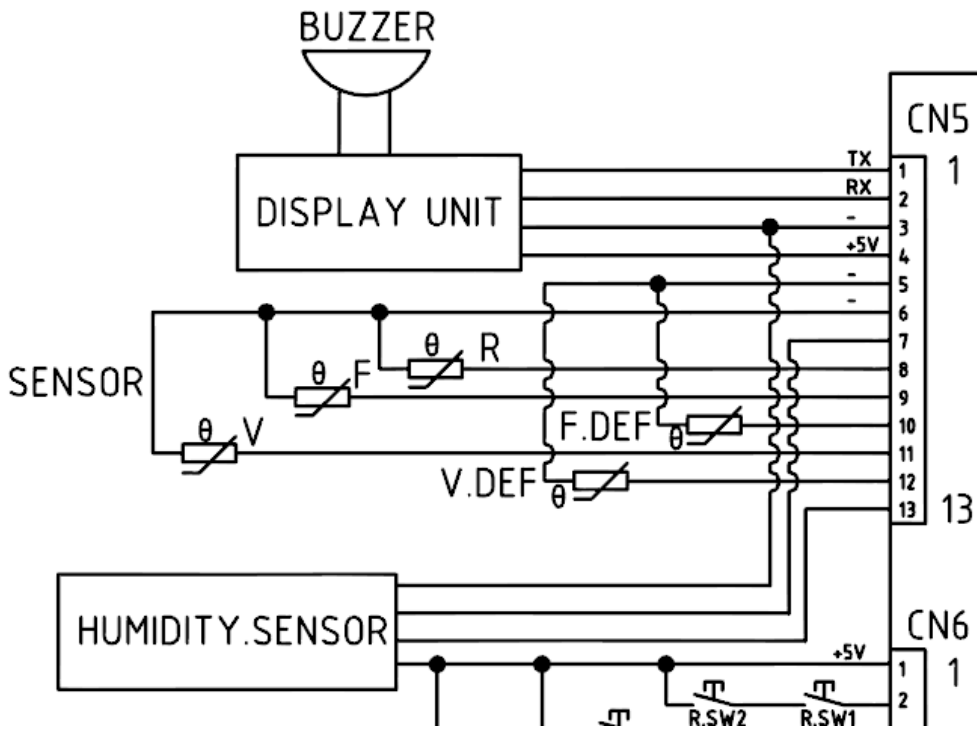 BUZZER
CN5
DISPLAY UNIT
TX 1 1
RX 2
- 3
+5V 4
- 5
- 6
7
θ R 8
SENSOR θ F 9
F.DEF θ 10
θ V 11
V.DEF θ 12
13 13
HUMIDITY.SENSOR
CN6
+5V 1 1
2
R.SW2 R.SW1